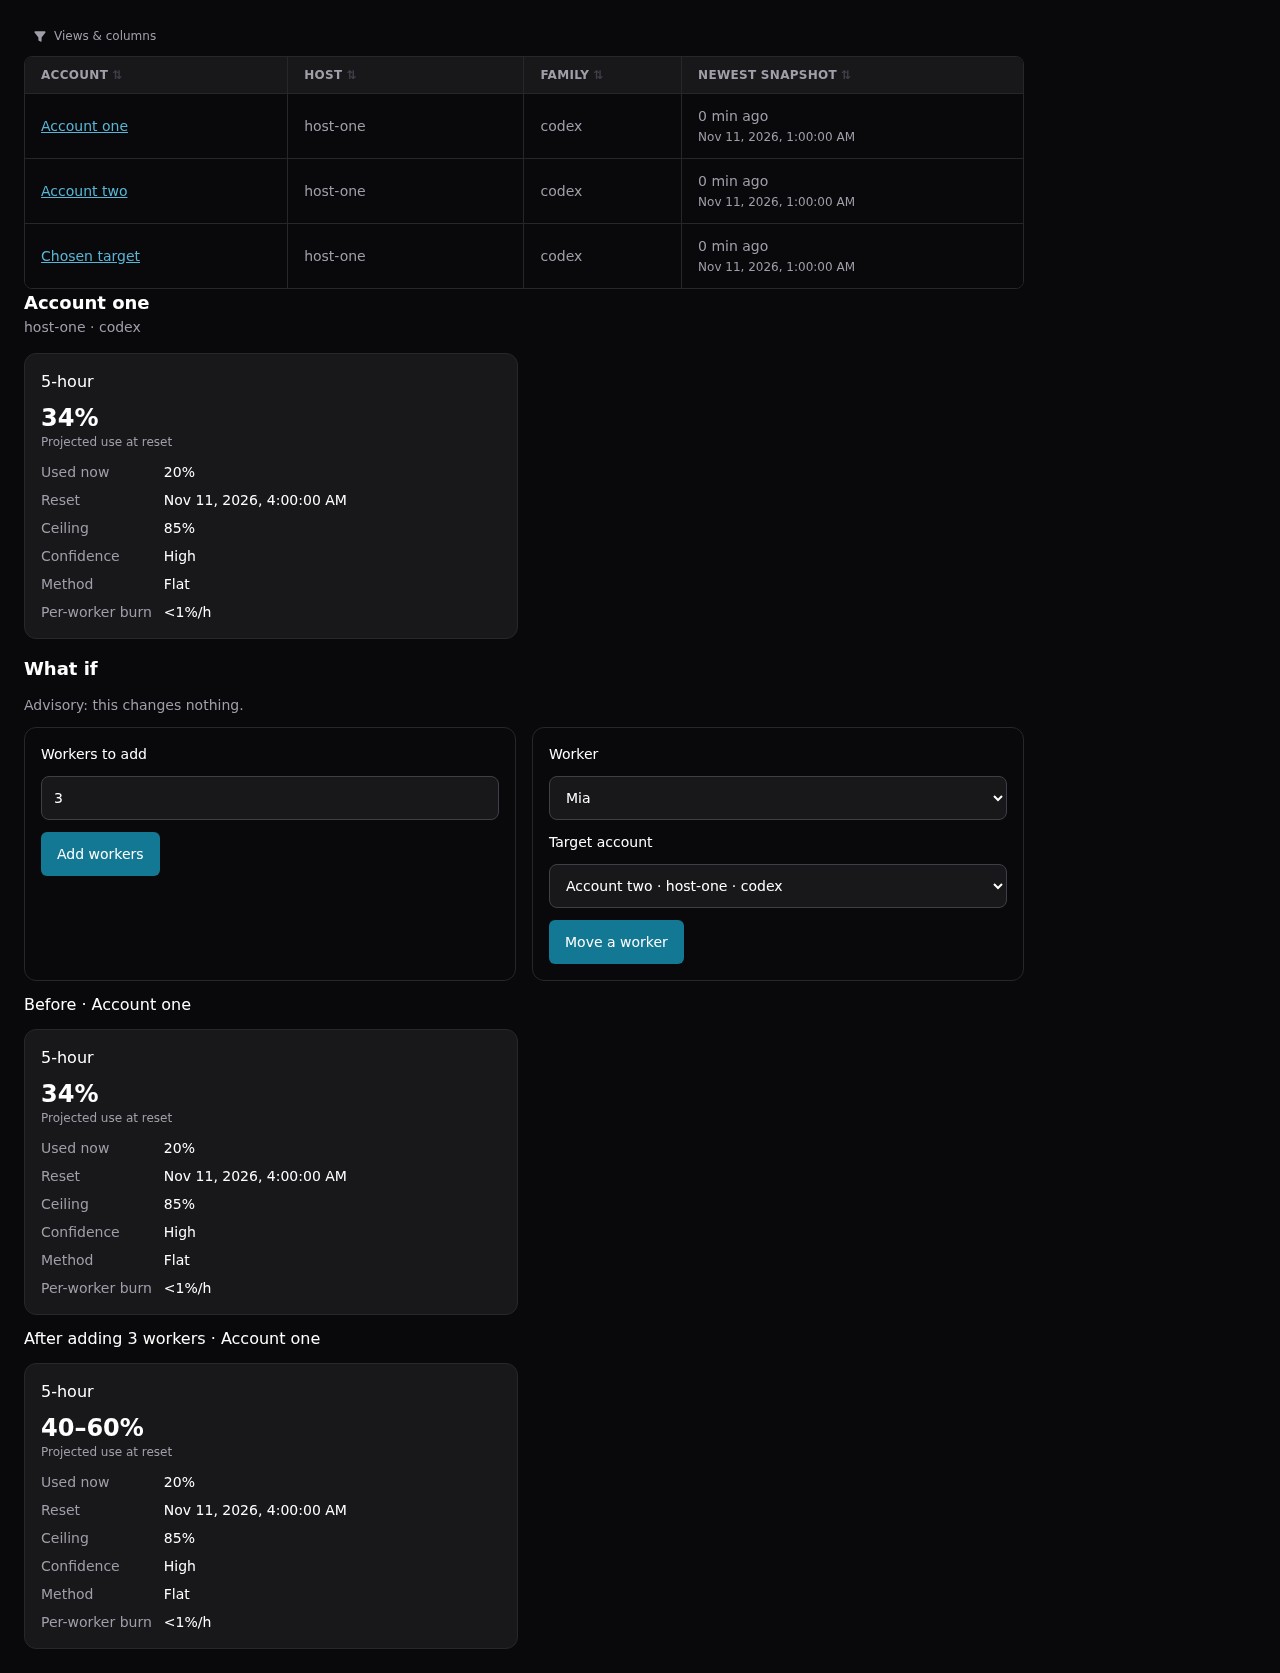 Views & columns
ACCOUNT ⇅ HOST ⇅ FAMILY ⇅ NEWEST SNAPSHOT ⇅
Account one host-one codex 0 min ago
Nov 11, 2026, 1:00:00 AM
Account two host-one codex 0 min ago
Nov 11, 2026, 1:00:00 AM
Chosen target host-one codex 0 min ago
Nov 11, 2026, 1:00:00 AM
Account one
host-one · codex
5-hour
34%
Projected use at reset
Used now 20%
Reset Nov 11, 2026, 4:00:00 AM
Ceiling 85%
Confidence High
Method Flat
Per-worker burn <1%/h
What if
Advisory: this changes nothing.
Workers to add
3
Add workers
Worker
Mia
Target account
Account two · host-one · codex
Move a worker
Before · Account one
5-hour
34%
Projected use at reset
Used now 20%
Reset Nov 11, 2026, 4:00:00 AM
Ceiling 85%
Confidence High
Method Flat
Per-worker burn <1%/h
After adding 3 workers · Account one
5-hour
40–60%
Projected use at reset
Used now 20%
Reset Nov 11, 2026, 4:00:00 AM
Ceiling 85%
Confidence High
Method Flat
Per-worker burn <1%/h